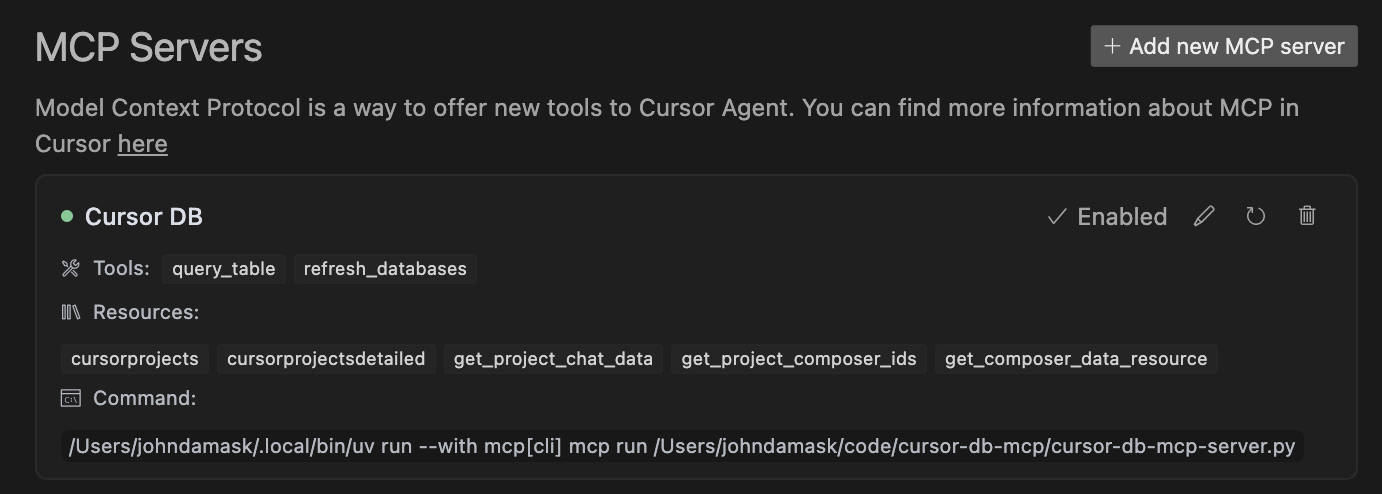 MCP Servers
+ Add new MCP server
Model Context Protocol is a way to offer new tools to Cursor Agent. You can find more information about MCP in
Cursor here
Cursor DB
Enabled
Tools: query_table refresh_databases
Resources:
cursorprojects cursorprojectsdetailed get_project_chat_data get_project_composer_ids get_composer_data_resource
Command:
/Users/johndamask/.local/bin/uv run --with mcp[cli] mcp run /Users/johndamask/code/cursor-db-mcp/cursor-db-mcp-server.py